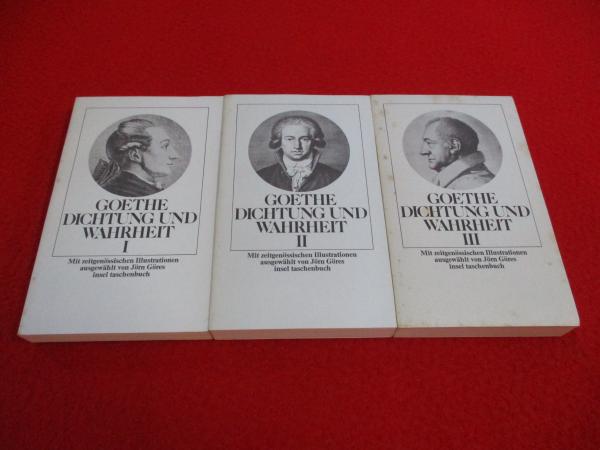 GOETHE
DICHTUNG UND
WAHRHEIT
I
Mit zeitgenössischen Illustrationen
ausgewählt von Jörn Göres
insel taschenbuch
GOETHE
DICHTUNG UND
WAHRHEIT
II
Mit zeitgenössischen Illustrationen
ausgewählt von Jörn Göres
insel taschenbuch
GOETHE
DICHTUNG UND
WAHRHEIT
III
Mit zeitgenössischen Illustrationen
ausgewählt von Jörn Göres
insel taschenbuch